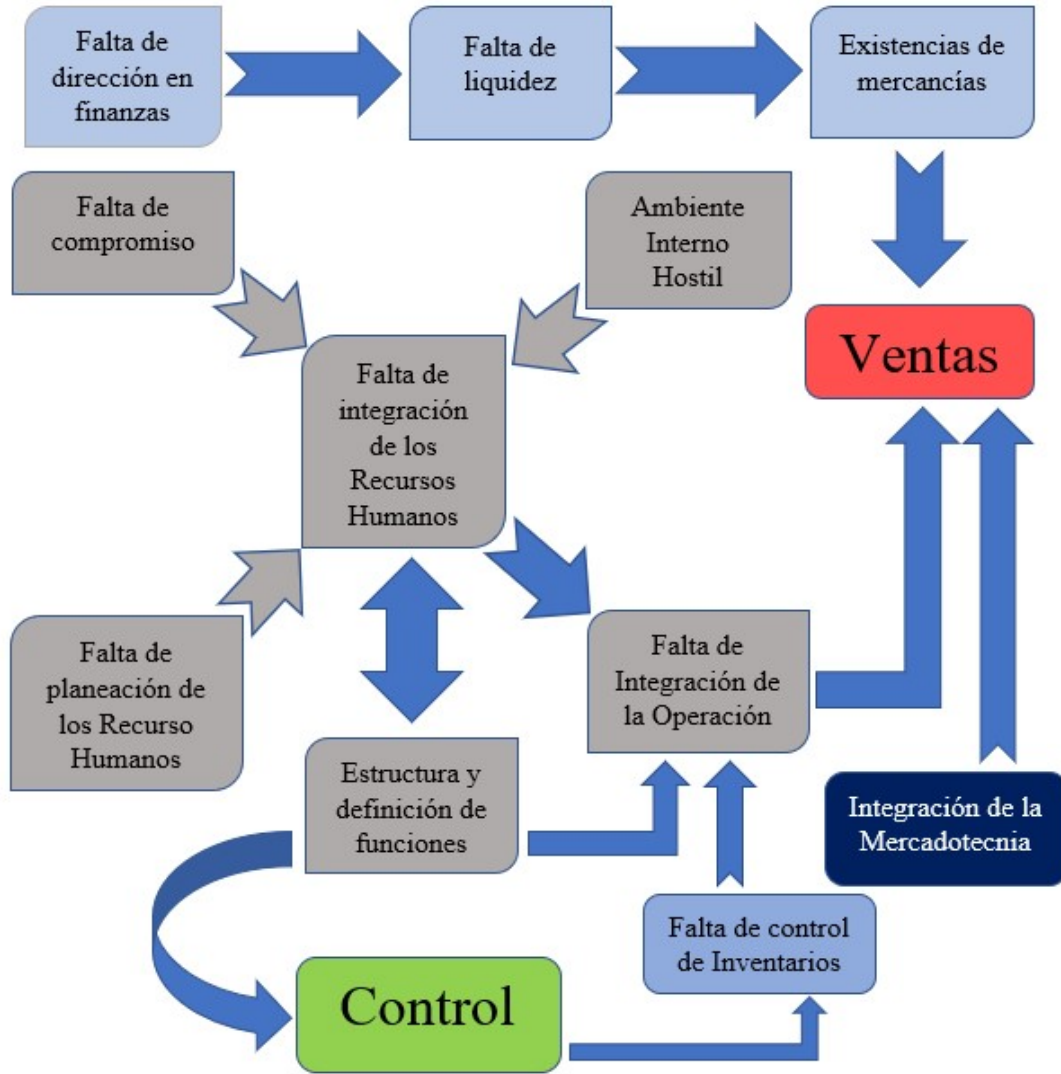 Falta de
dirección en
finanzas
Falta de
liquidez
Existencias de
mercancías
Falta de
compromiso
Ambiente
Interno
Hostil
Ventas
Falta de
integración
de los
Recursos
Humanos
Falta de
planeación de
los Recurso
Humanos
Falta de
Integración de
la Operación
Estructura y
definición de
funciones
Integración de la
Mercadotecnia
Falta de control
de Inventarios
Control